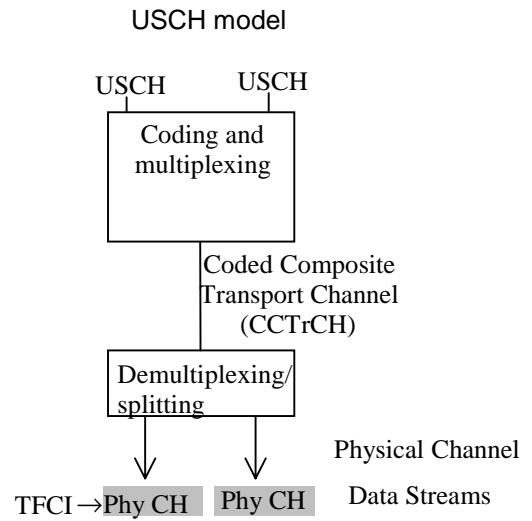 USCH model
USCH USCH
Coding and
multiplexing
Coded Composite
Transport Channel
(CCTrCH)
Demultiplexing/
splitting
Physical Channel
Data Streams
TFCI → Phy CH Phy CH